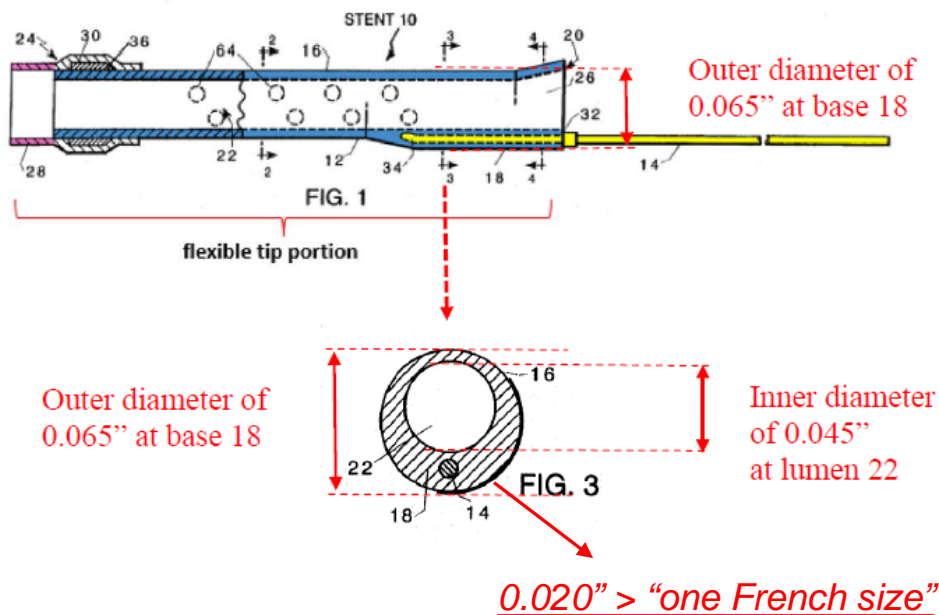 STENT 10
24 30 36 64 2 16 3 4 20
26
32
28 22 2 12 34 3 18 4 14
FIG. 1
Outer diameter of
0.065” at base 18
flexible tip portion
Outer diameter of
0.065” at base 18
16
22
18 14
FIG. 3
Inner diameter
of 0.045”
at lumen 22
0.020” > “one French size”